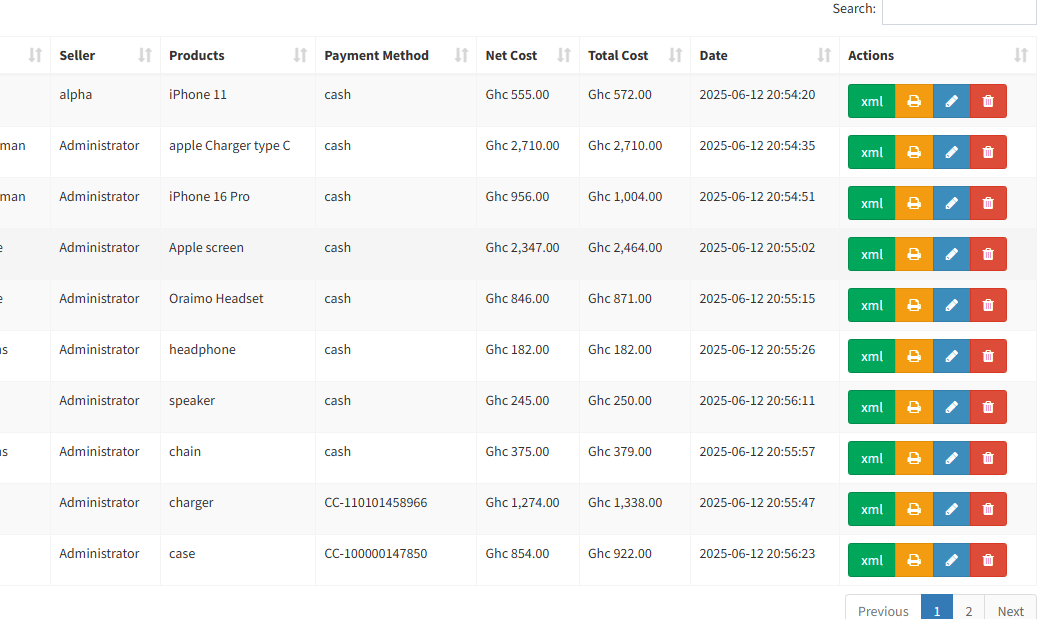 Search:
Seller Products Payment Method Net Cost Total Cost Date Actions
alpha iPhone 11 cash Ghc 555.00 Ghc 572.00 2025-06-12 20:54:20 xml
man Administrator apple Charger type C cash Ghc 2,710.00 Ghc 2,710.00 2025-06-12 20:54:35 xml
man Administrator iPhone 16 Pro cash Ghc 956.00 Ghc 1,004.00 2025-06-12 20:54:51 xml
e Administrator Apple screen cash Ghc 2,347.00 Ghc 2,464.00 2025-06-12 20:55:02 xml
e Administrator Oraimo Headset cash Ghc 846.00 Ghc 871.00 2025-06-12 20:55:15 xml
s Administrator headphone cash Ghc 182.00 Ghc 182.00 2025-06-12 20:55:26 xml
Administrator speaker cash Ghc 245.00 Ghc 250.00 2025-06-12 20:56:11 xml
s Administrator chain cash Ghc 375.00 Ghc 379.00 2025-06-12 20:55:57 xml
Administrator charger CC-110101458966 Ghc 1,274.00 Ghc 1,338.00 2025-06-12 20:55:47 xml
Administrator case CC-100000147850 Ghc 854.00 Ghc 922.00 2025-06-12 20:56:23 xml
Previous 1 2 Next